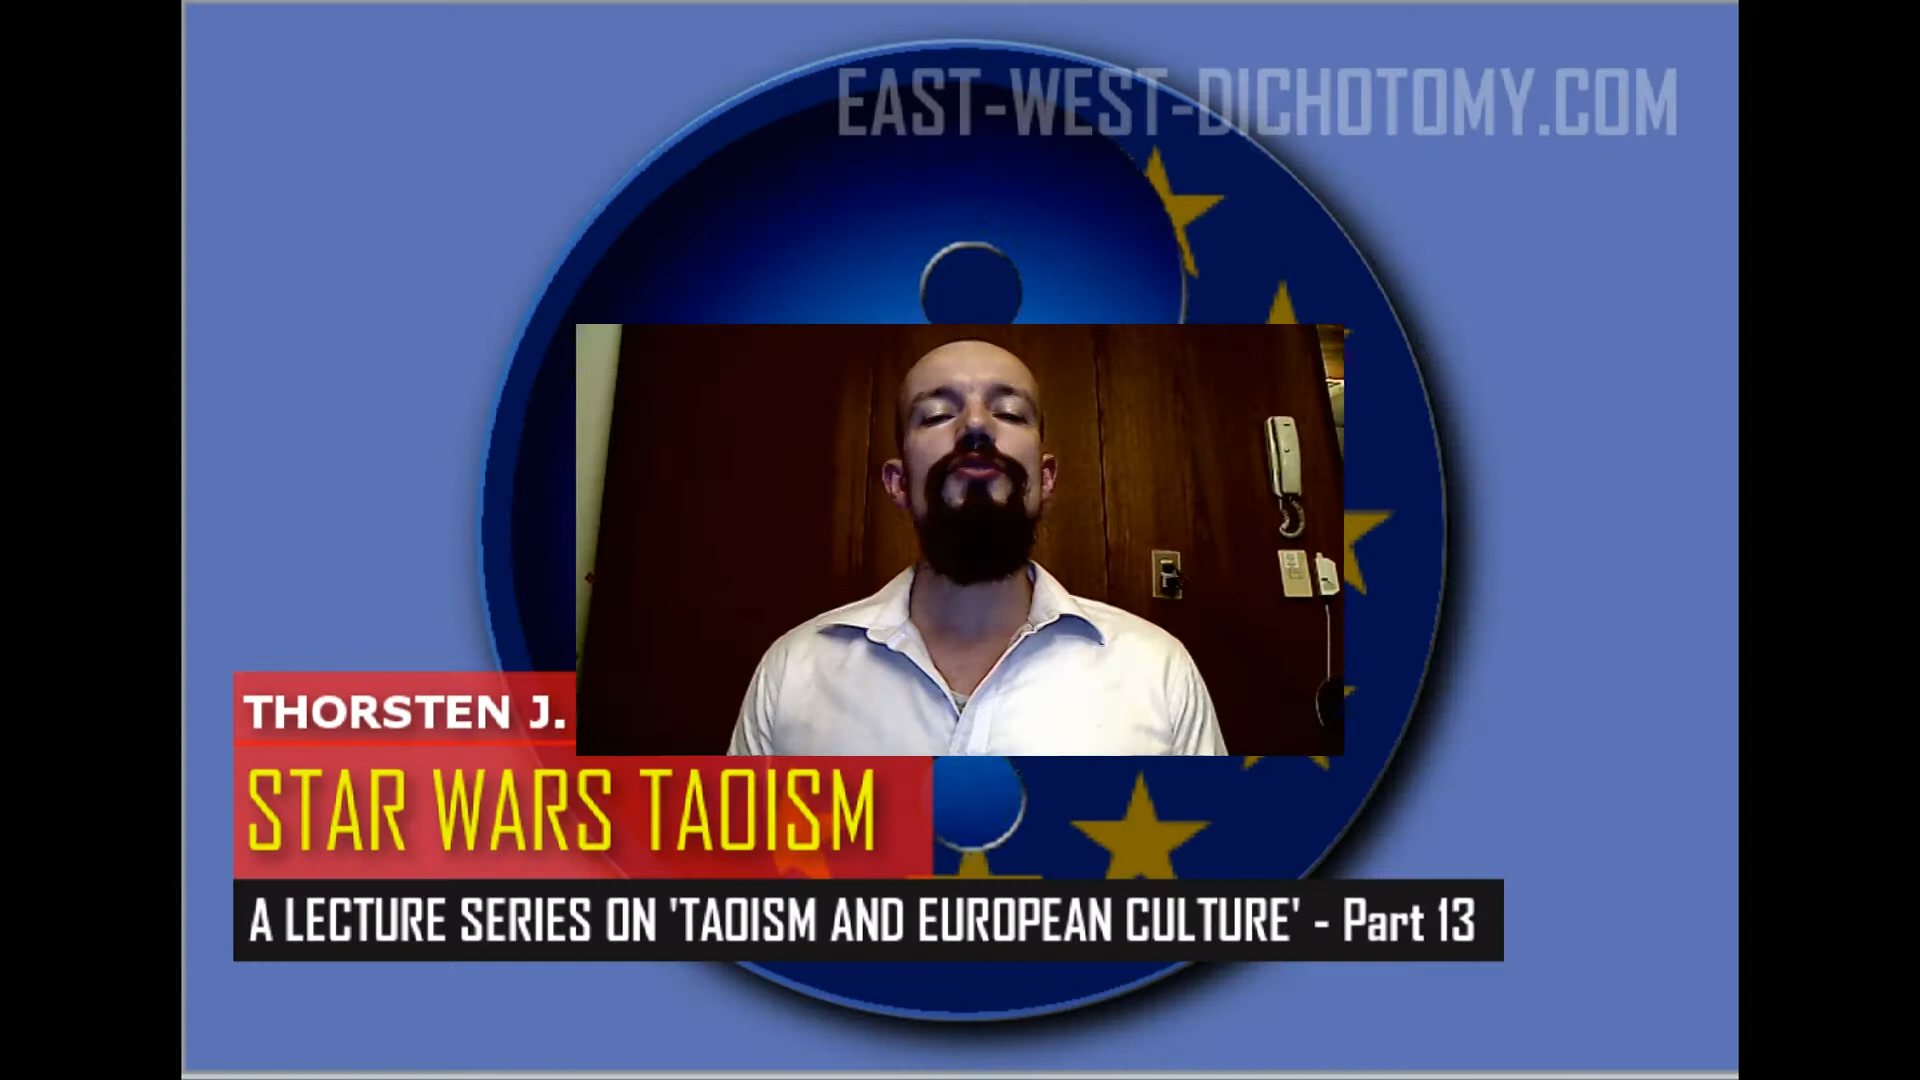 EAST-WEST-DICHOTOMY.COM
THORSTEN J.
STAR WARS TAOISM
A LECTURE SERIES ON 'TAOISM AND EUROPEAN CULTURE' - Part 13